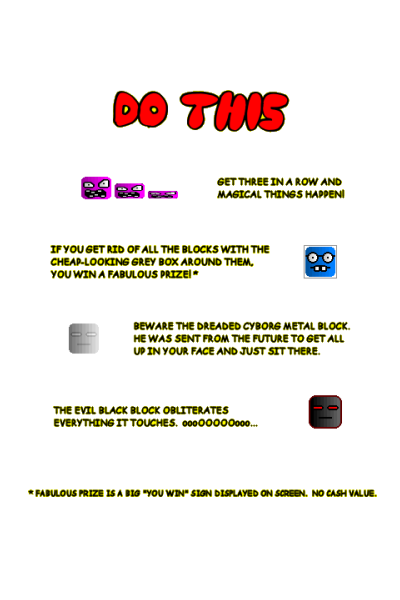 DO THIS
GET THREE IN A ROW AND
MAGICAL THINGS HAPPEN!
IF YOU GET RID OF ALL THE BLOCKS WITH THE
CHEAP-LOOKING GREY BOX AROUND THEM,
YOU WIN A FABULOUS PRIZE! *
BEWARE THE DREADED CYBORG METAL BLOCK.
HE WAS SENT FROM THE FUTURE TO GET ALL
UP IN YOUR FACE AND JUST SIT THERE.
THE EVIL BLACK BLOCK OBLITERATES
EVERYTHING IT TOUCHES. oooOOOOOooo...
* FABULOUS PRIZE IS A BIG "YOU WIN" SIGN DISPLAYED ON SCREEN. NO CASH VALUE.